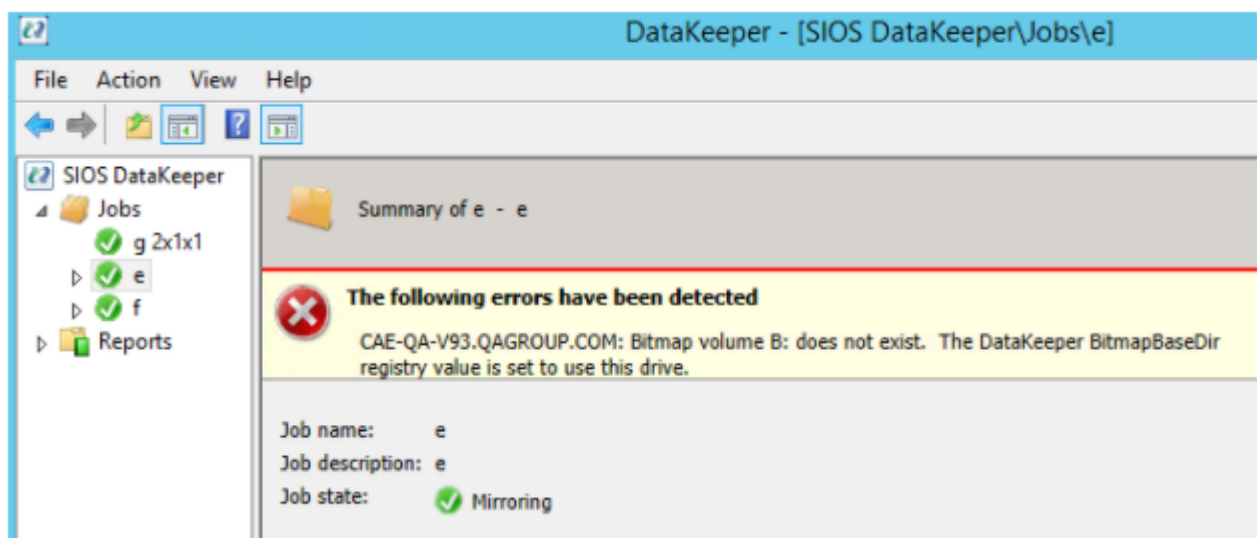 DataKeeper - [SIOS DataKeeper\Jobs\e]
File Action View Help
SIOS DataKeeper
Jobs
g 2x1x1
e
f
Reports
Summary of e - e
The following errors have been detected
CAE-QA-V93.QAGROUP.COM: Bitmap volume B: does not exist. The DataKeeper BitmapBaseDir
registry value is set to use this drive.
Job name: e
Job description: e
Job state: Mirroring